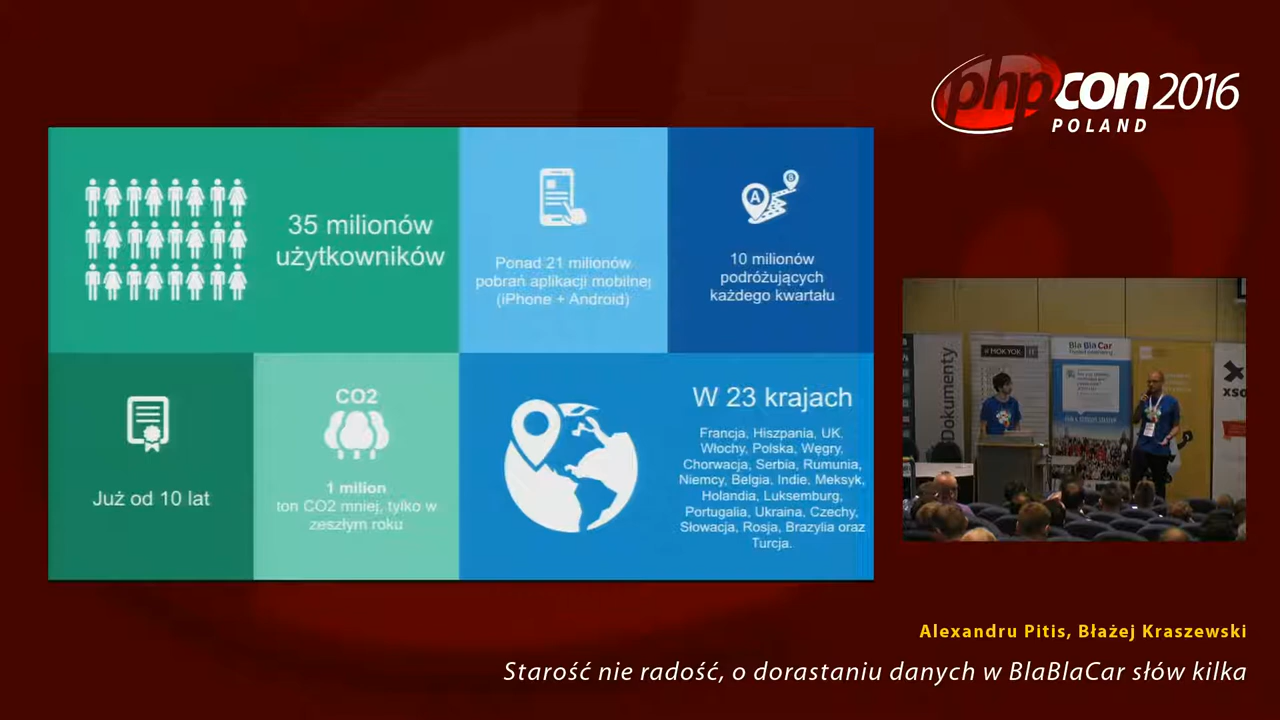 phpcon 2016
POLAND
35 milionów
użytkowników
Ponad 21 milionów
pobrań aplikacji mobilnej
(iPhone + Android)
A
B
10 milionów
podróżujących
każdego kwartału
Już od 10 lat
CO2
1 milion
ton CO2 mniej, tylko w
zeszłym roku
W 23 krajach
Francja, Hiszpania, UK.
Włochy, Polska, Węgry,
Chorwacja, Serbia, Rumunia,
Niemcy, Belgia, Indie, Meksyk,
Holandia, Luksemburg,
Portugalia, Ukraina, Czechy,
Słowacja, Rosja, Brazylia oraz
Turcja.
Dokumenty
BlaBlaCar
Alexandru Pitis, Błażej Kraszewski
Starość nie radość, o dorastaniu danych w BlaBlaCar słów kilka